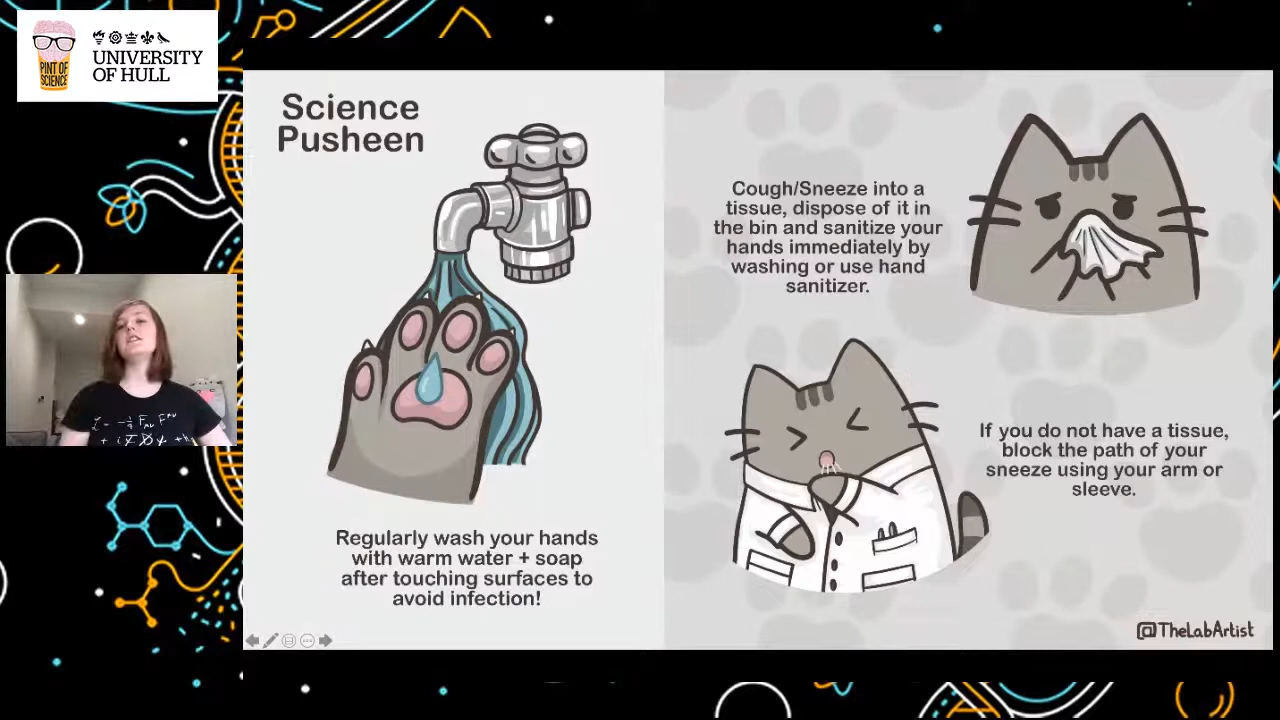 PINT OF
SCIENCE
UNIVERSITY
OF HULL
Science
Pusheen
Regularly wash your hands
with warm water + soap
after touching surfaces to
avoid infection!
Cough/Sneeze into a
tissue, dispose of it in
the bin and sanitize your
hands immediately by
washing or use hand
sanitizer.
If you do not have a tissue,
block the path of your
sneeze using your arm or
sleeve.
@TheLabArtist